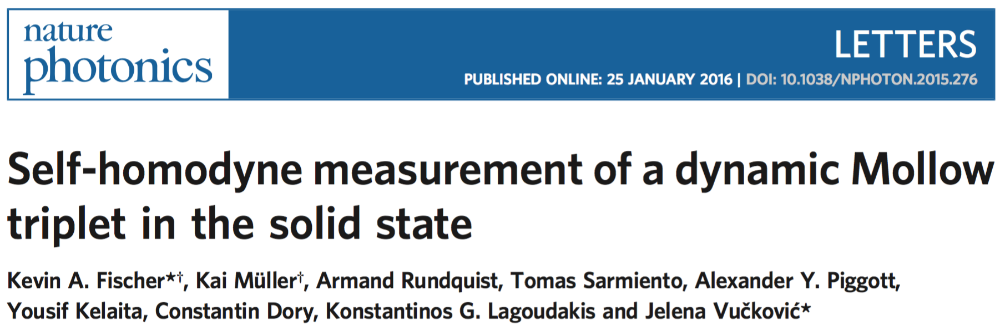 nature
photonics
LETTERS
PUBLISHED ONLINE: 25 JANUARY 2016 | DOI: 10.1038/NPHOTON.2015.276
Self-homodyne measurement of a dynamic Mollow
triplet in the solid state
Kevin A. Fischer*†, Kai Müller†, Armand Rundquist, Tomas Sarmiento, Alexander Y. Piggott,
Yousif Kelaita, Constantin Dory, Konstantinos G. Lagoudakis and Jelena Vučković*